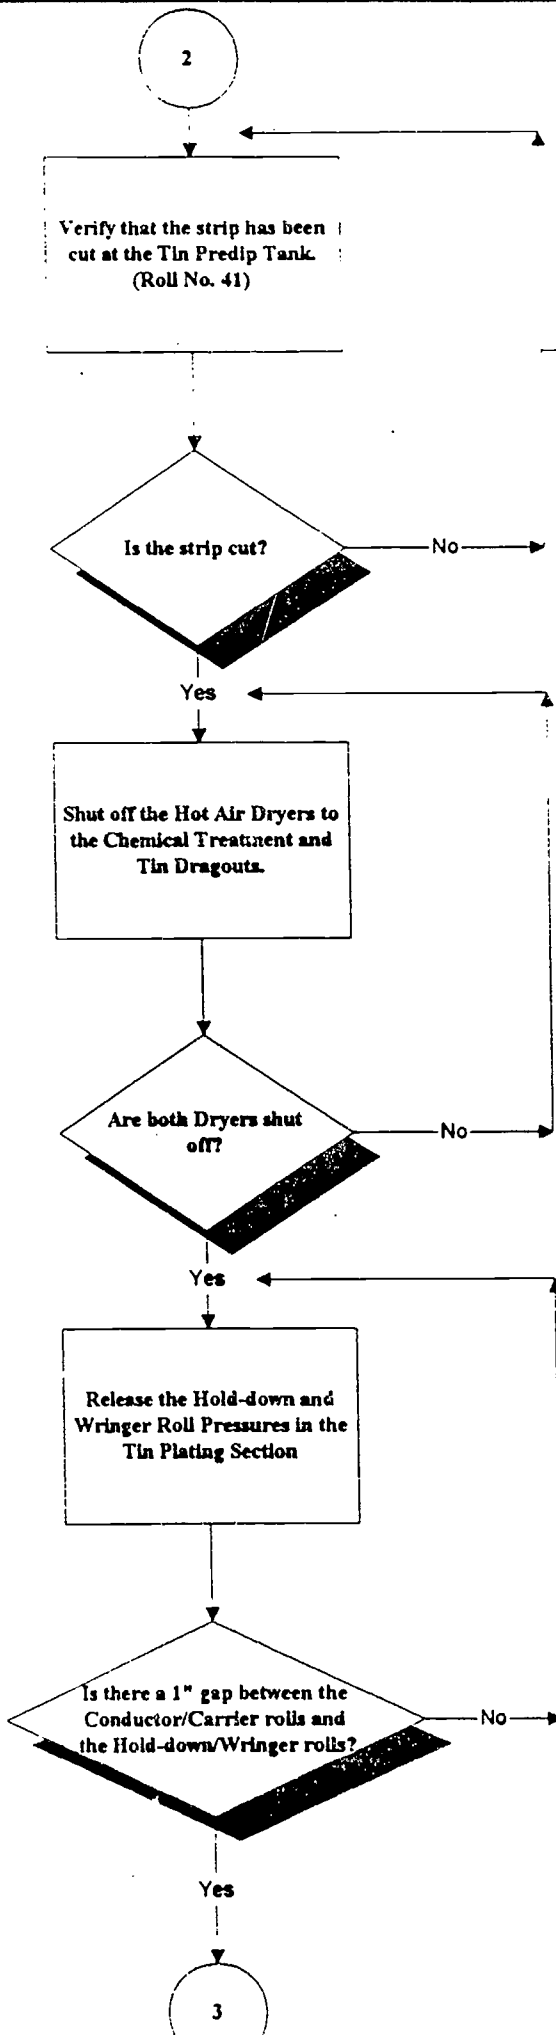 2
Verify that the strip has been
cut at the Tin Predip Tank.
(Roll No. 41)
Is the strip cut?
No
Yes
Shut off the Hot Air Dryers to
the Chemical Treatment and
Tin Dragouts.
Are both Dryers shut
off?
No
Yes
Release the Hold-down and
Wringer Roll Pressures in the
Tin Plating Section
Is there a 1" gap between the
Conductor/Carrier rolls and
the Hold-down/Wringer rolls?
No
Yes
3